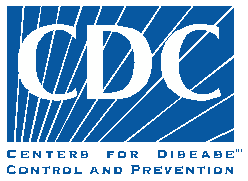 CDC
CENTERS FOR DISEASE™
CONTROL AND PREVENTION